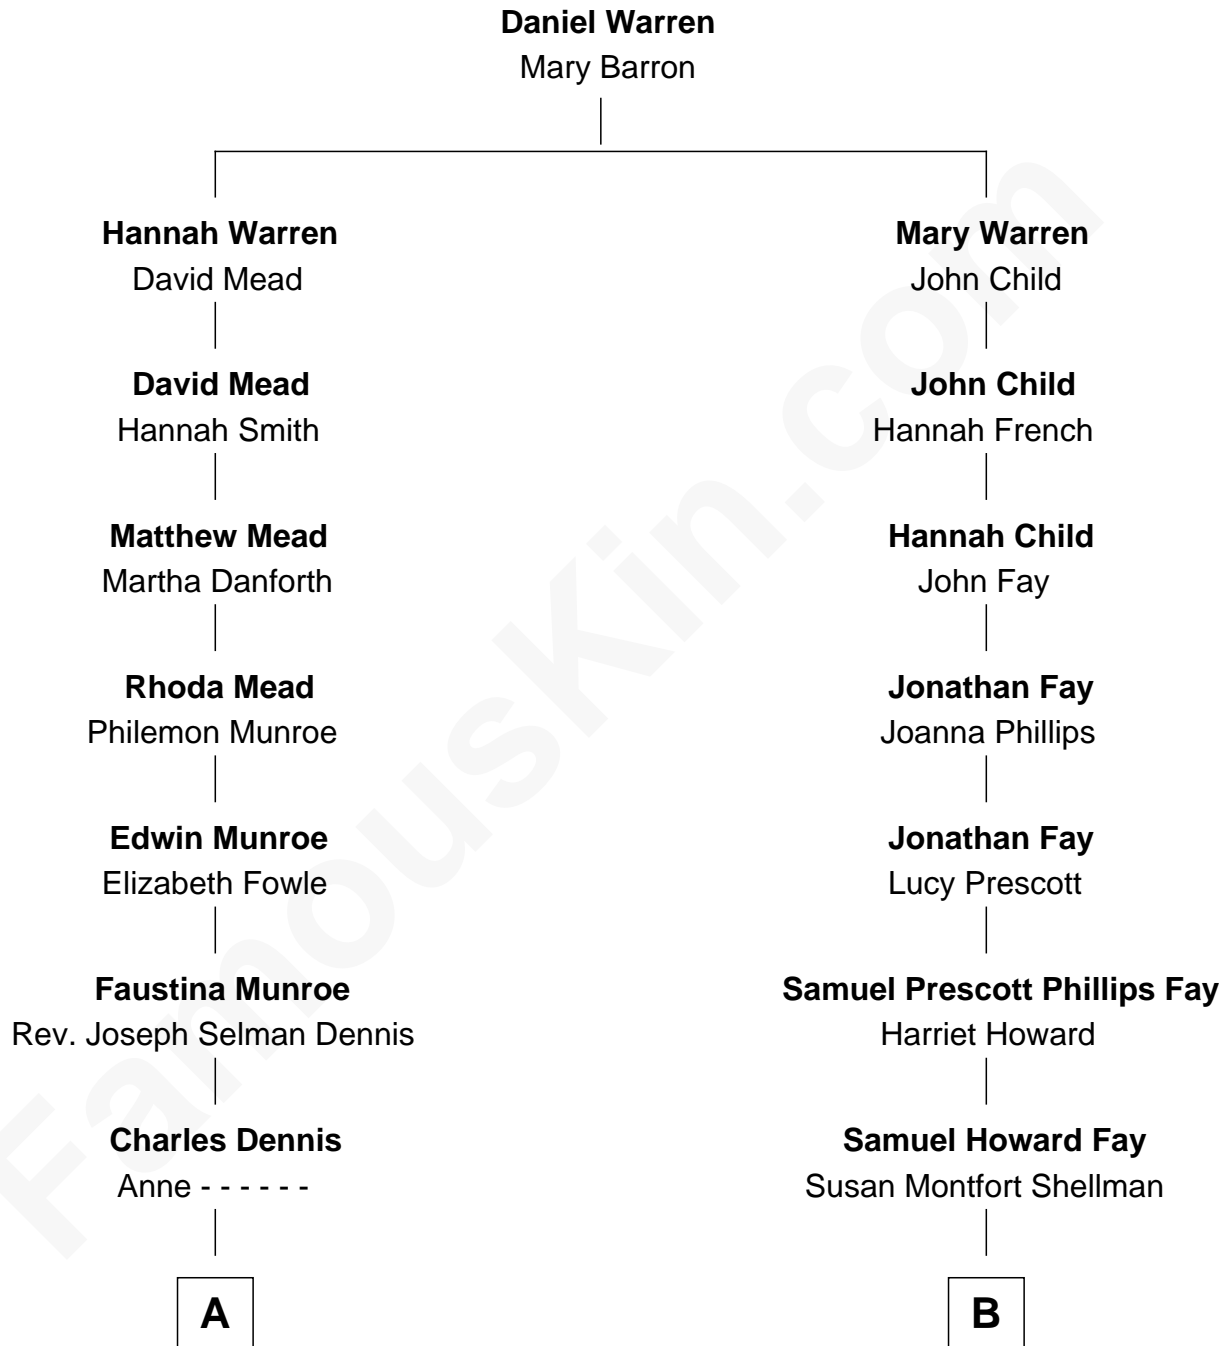 Daniel Warren
Mary Barron
Hannah Warren
David Mead
Mary Warren
John Child
David Mead
Hannah Smith
John Child
Hannah French
Matthew Mead
Martha Danforth
Hannah Child
John Fay
Rhoda Mead
Philemon Munroe
Jonathan Fay
Joanna Phillips
Edwin Munroe
Elizabeth Fowle
Jonathan Fay
Lucy Prescott
Faustina Munroe
Rev. Joseph Selman Dennis
Samuel Prescott Phillips Fay
Harriet Howard
Charles Dennis
Anne - - - - - -
Samuel Howard Fay
Susan Montfort Shellman
A
B
FamousKin.com